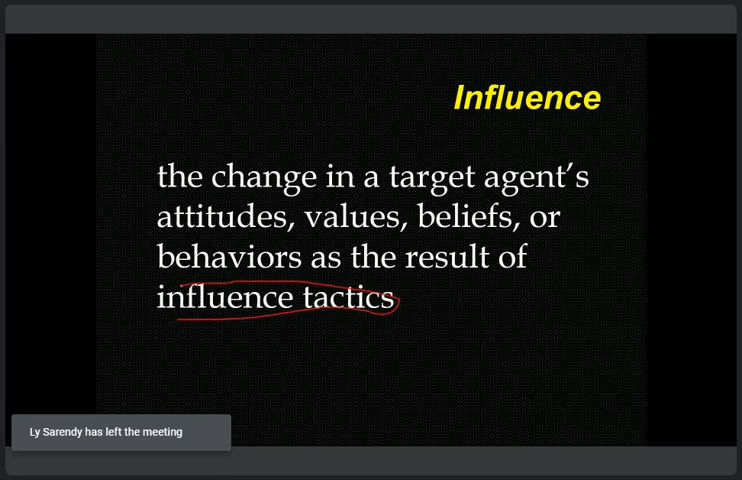 Influence
the change in a target agent’s
attitudes, values, beliefs, or
behaviors as the result of
influence tactics
Ly Sarendy has left the meeting